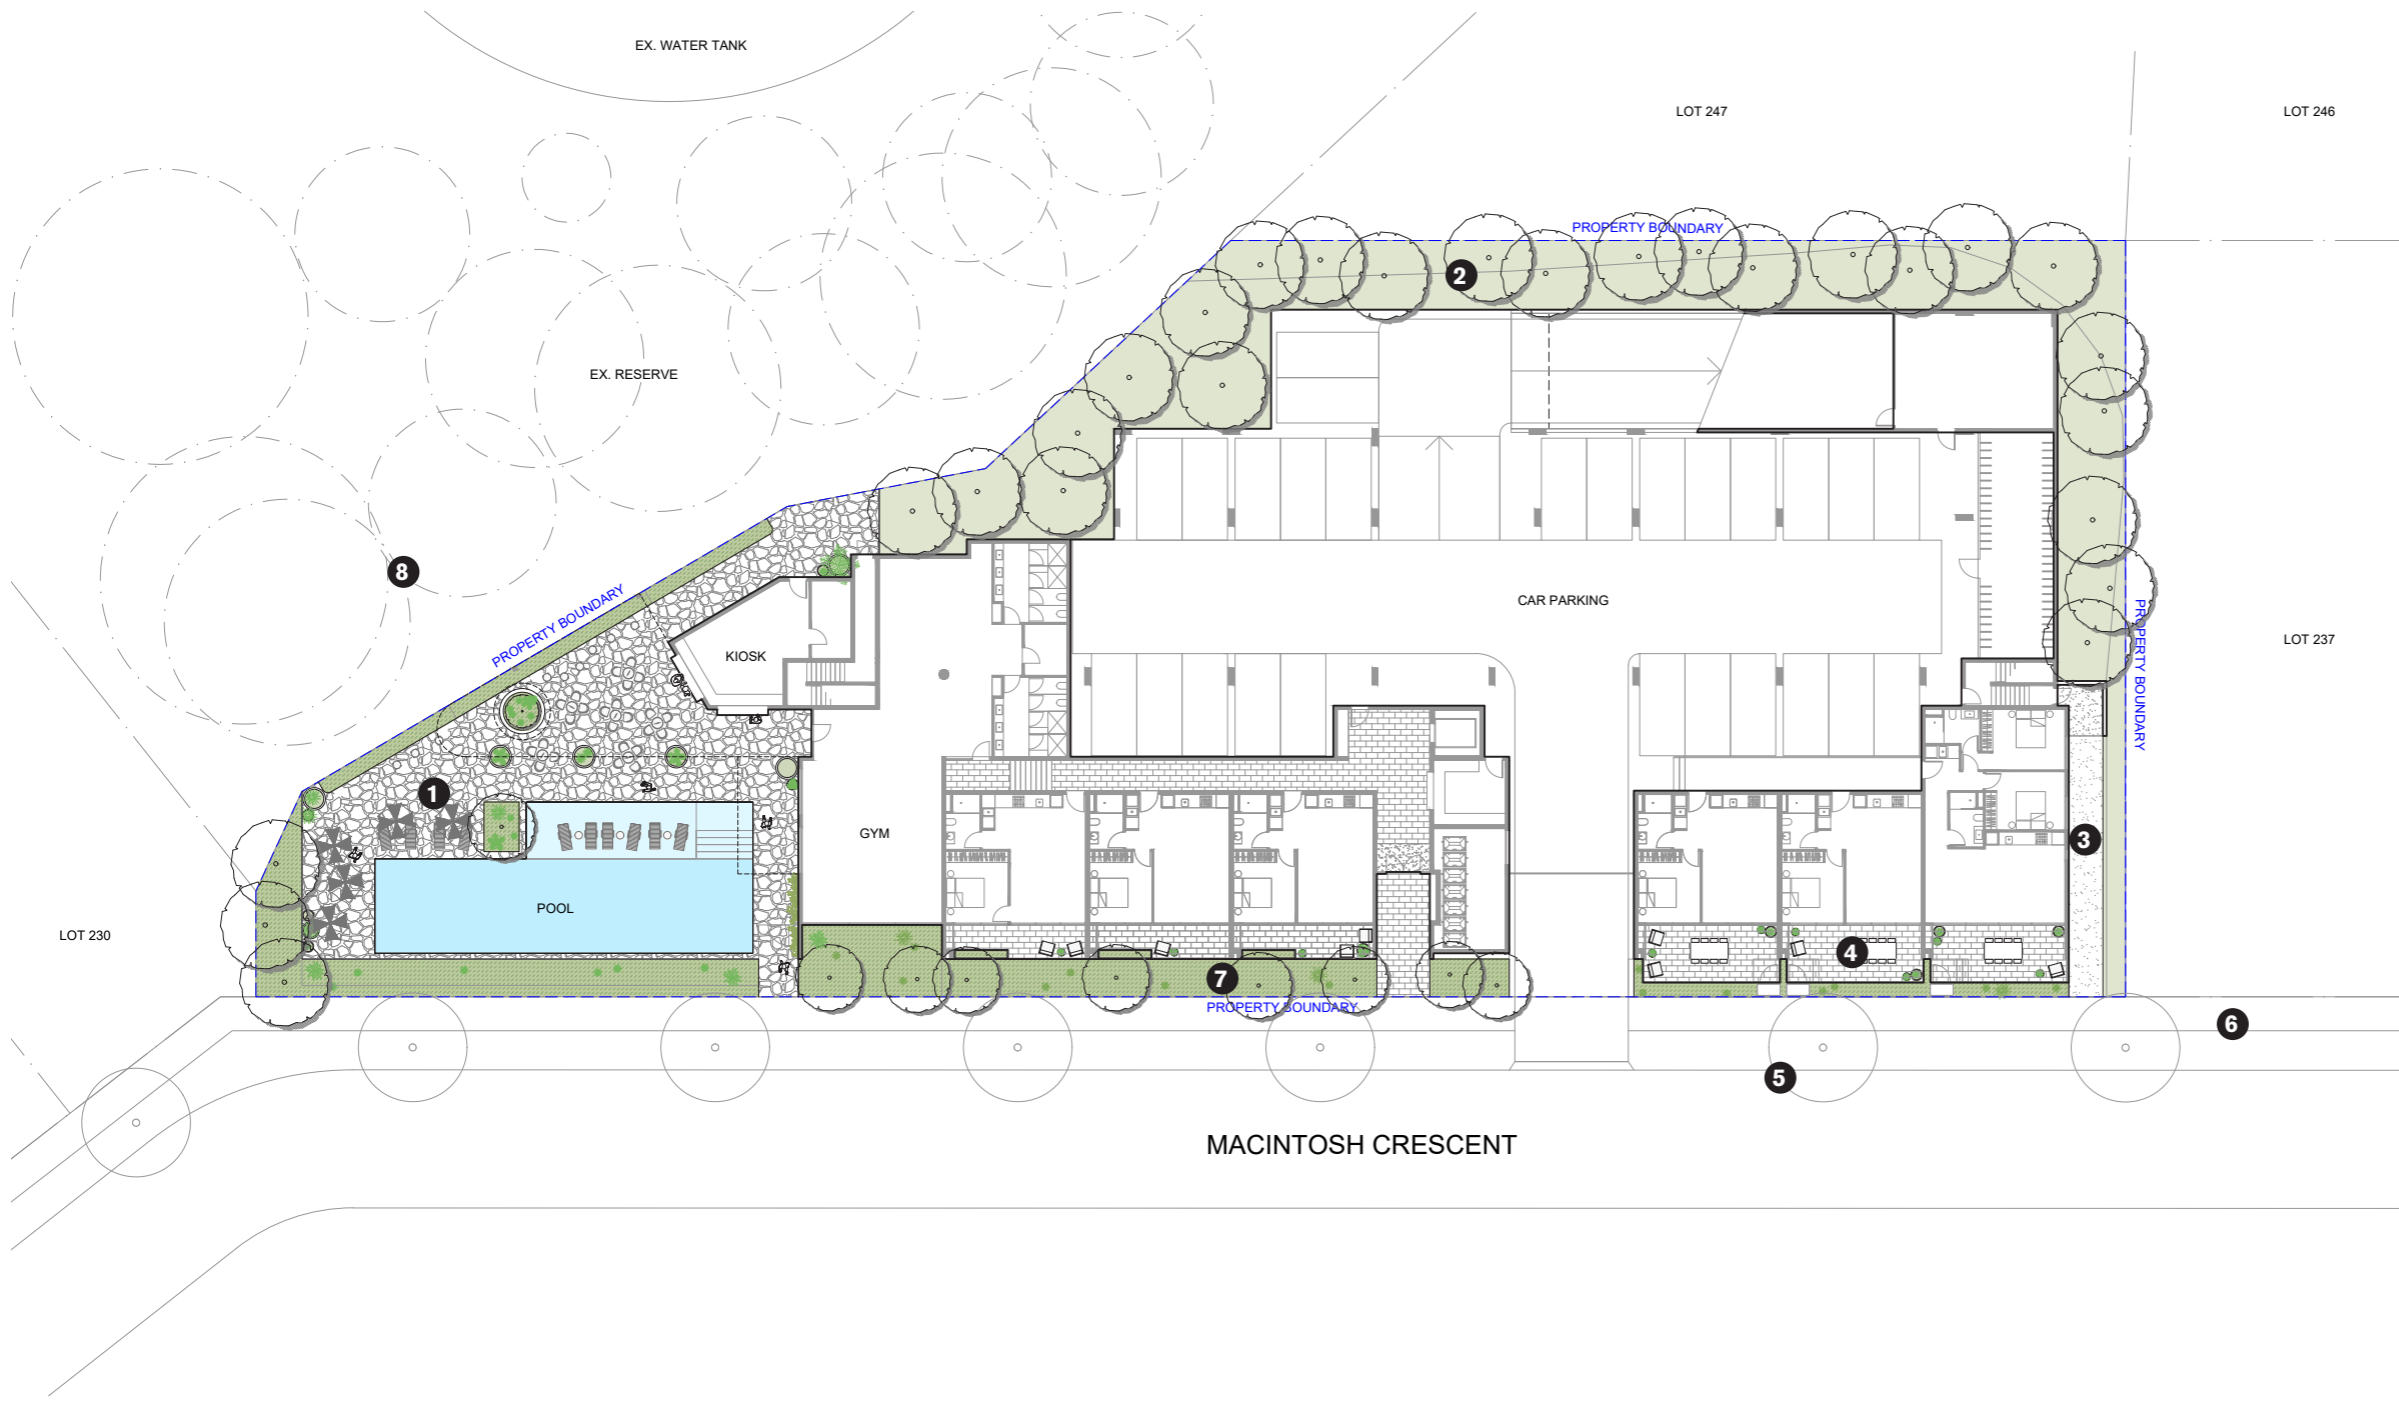 EX. WATER TANK
LOT 247
LOT 246
PROPERTY BOUNDARY
2
EX. RESERVE
8
PROPERTY BOUNDARY
CAR PARKING
PROPERTY BOUNDARY
LOT 237
KIOSK
1
GYM
3
POOL
LOT 230
4
7
PROPERTY BOUNDARY
6
5
MACINTOSH CRESCENT